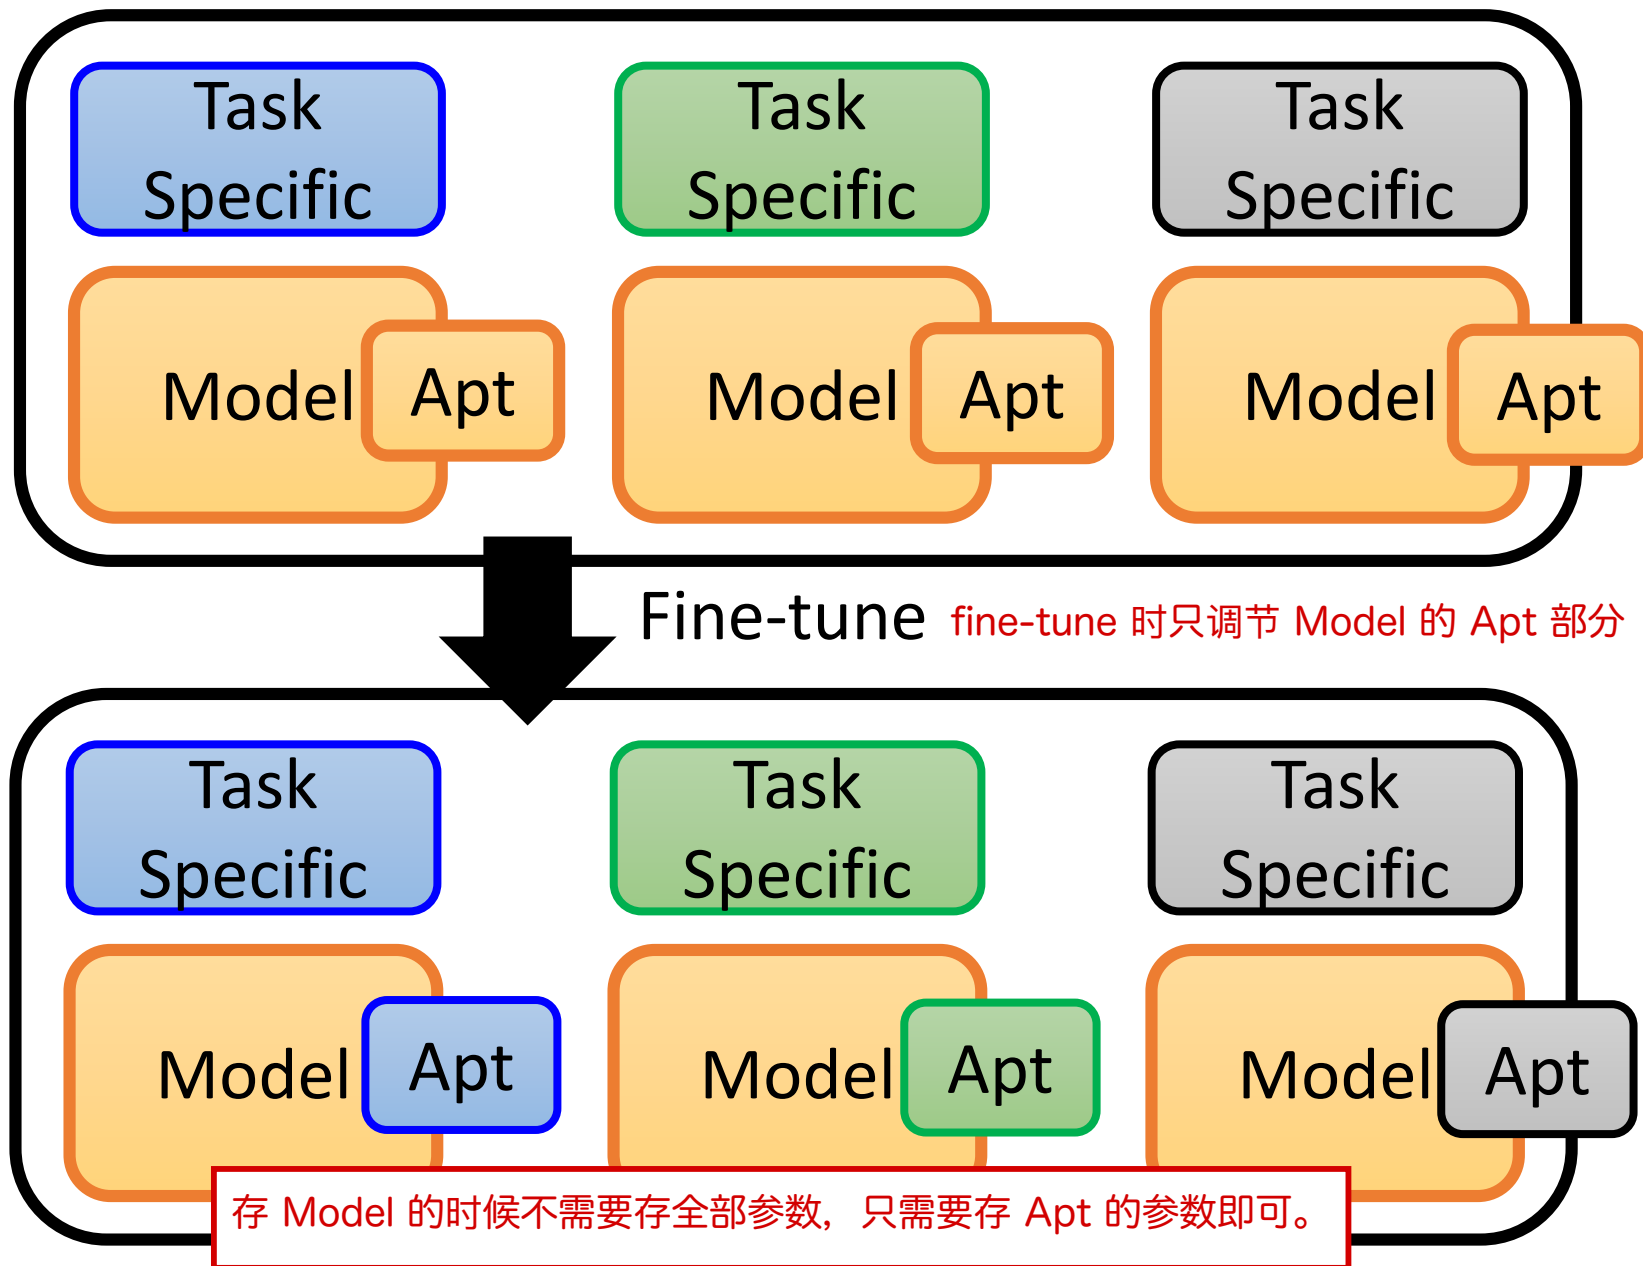 Task
Specific
Task
Specific
Task
Specific
Model
Apt
Model
Apt
Model
Apt
Fine-tune
fine-tune 时只调节 Model 的 Apt 部分
Task
Specific
Task
Specific
Task
Specific
Model
Apt
Model
Apt
Model
Apt
存 Model 的时候不需要存全部参数，只需要存 Apt 的参数即可。